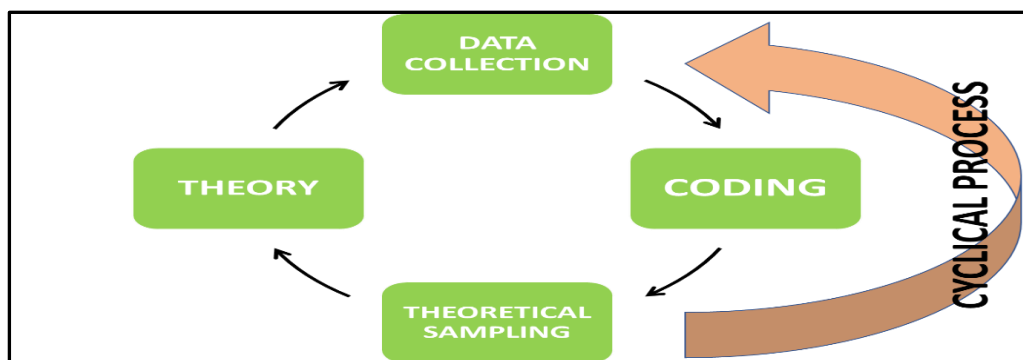 DATA
COLLECTION
THEORY
CODING
THEORETICAL
SAMPLING
CYCLICAL PROCESS